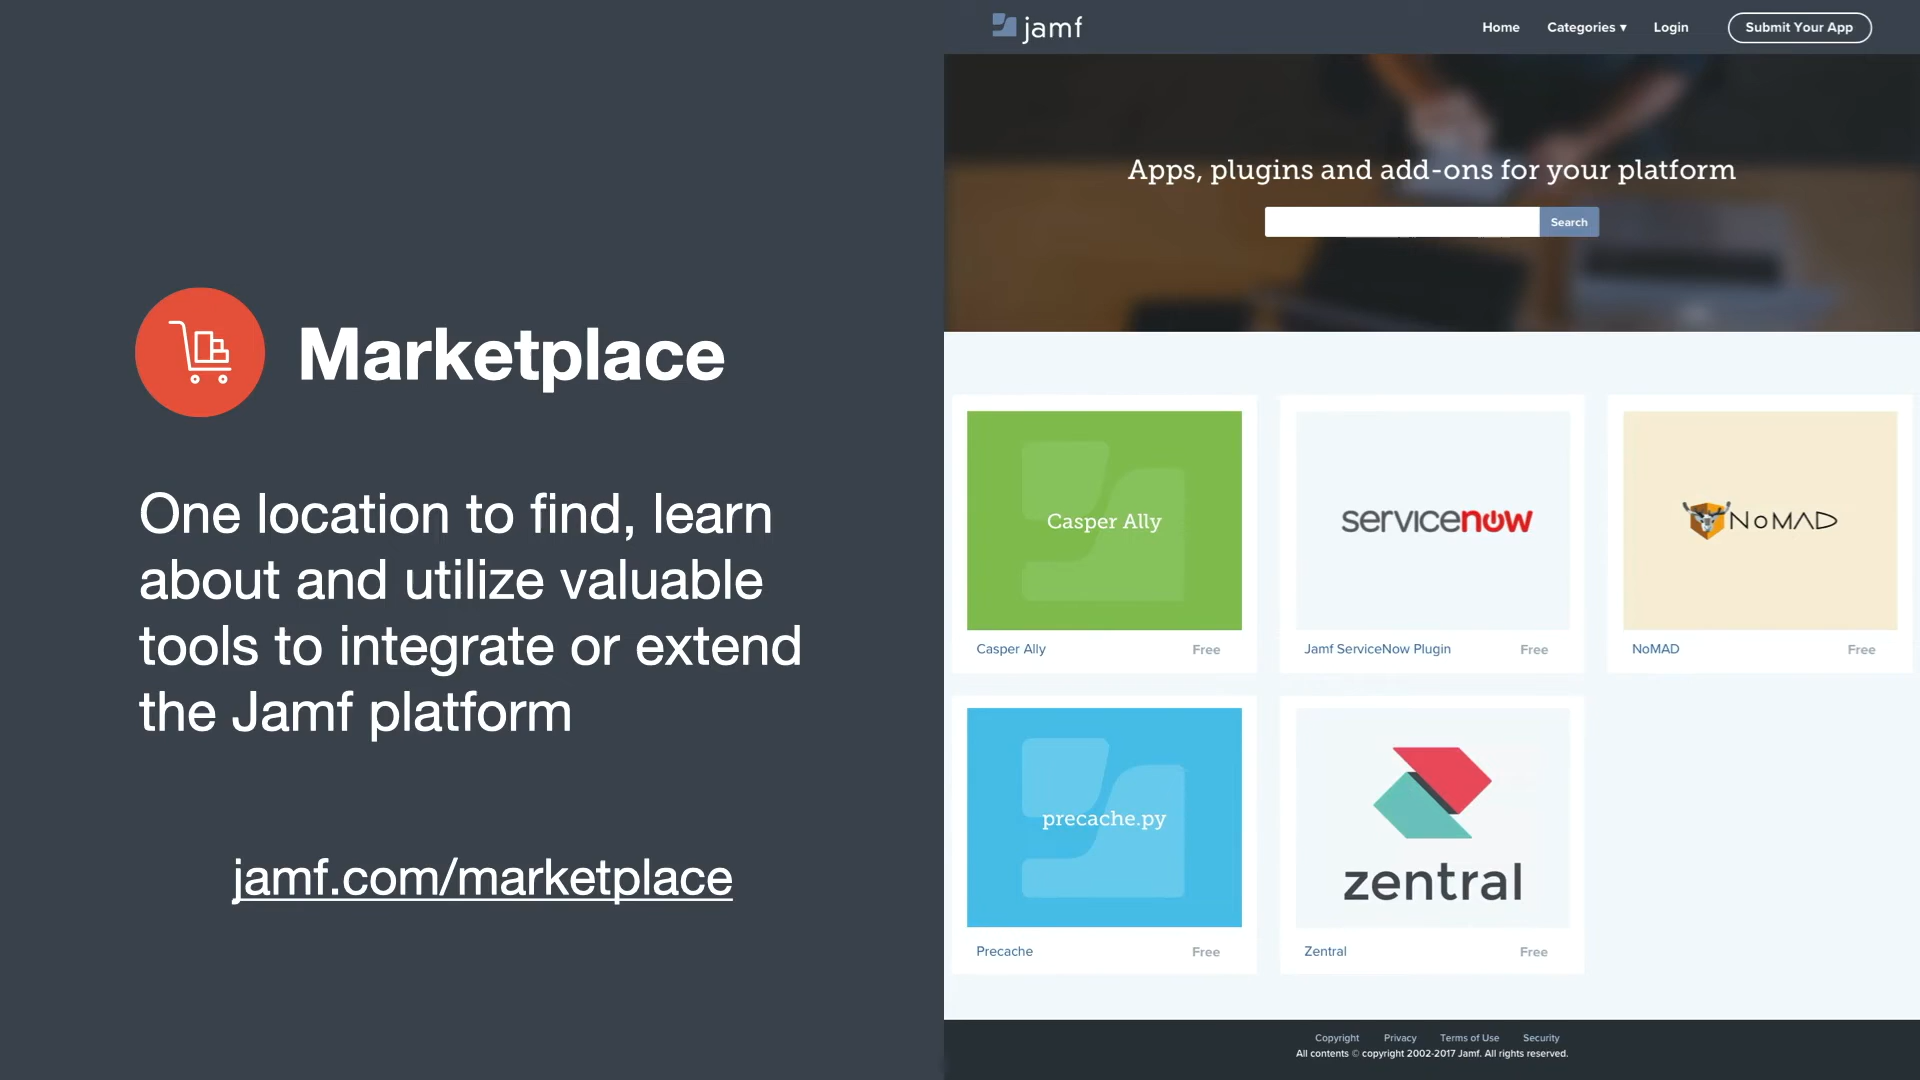 Marketplace
One location to find, learn
about and utilize valuable
tools to integrate or extend
the Jamf platform
jamf.com/marketplace
jamf
Home Categories ▾ Login Submit Your App
Apps, plugins and add-ons for your platform
Search
Casper Ally
Casper Ally Free
servicenow
Jamf ServiceNow Plugin Free
NoMAD
NoMAD Free
precache.py
Precache Free
zentral
Zentral Free
Copyright Privacy Terms of Use Security
All contents © copyright 2002-2017 Jamf. All rights reserved.